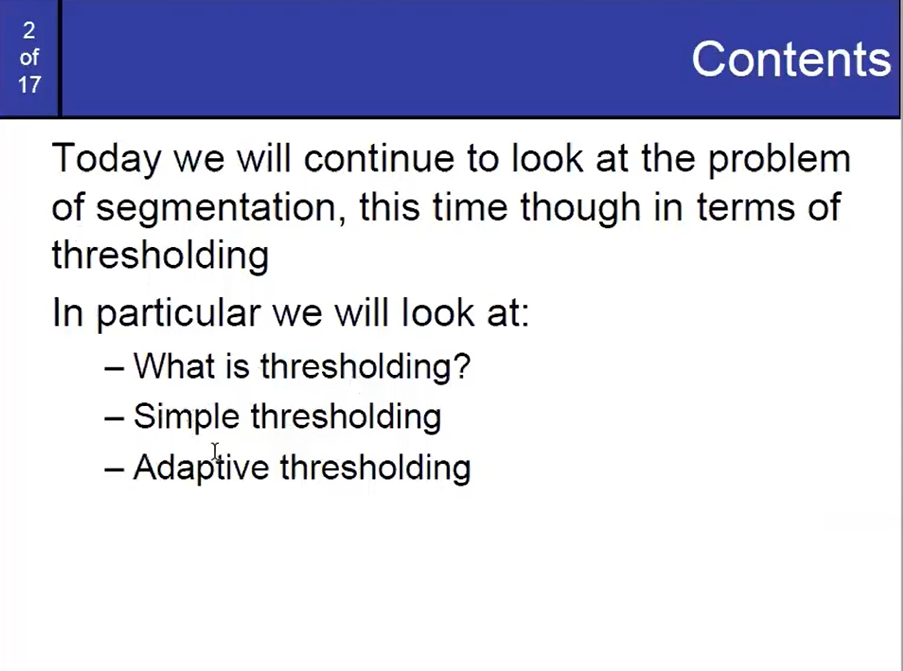 2
of
17
Contents
Today we will continue to look at the problem
of segmentation, this time though in terms of
thresholding
In particular we will look at:
– What is thresholding?
– Simple thresholding
– Adaptive thresholding